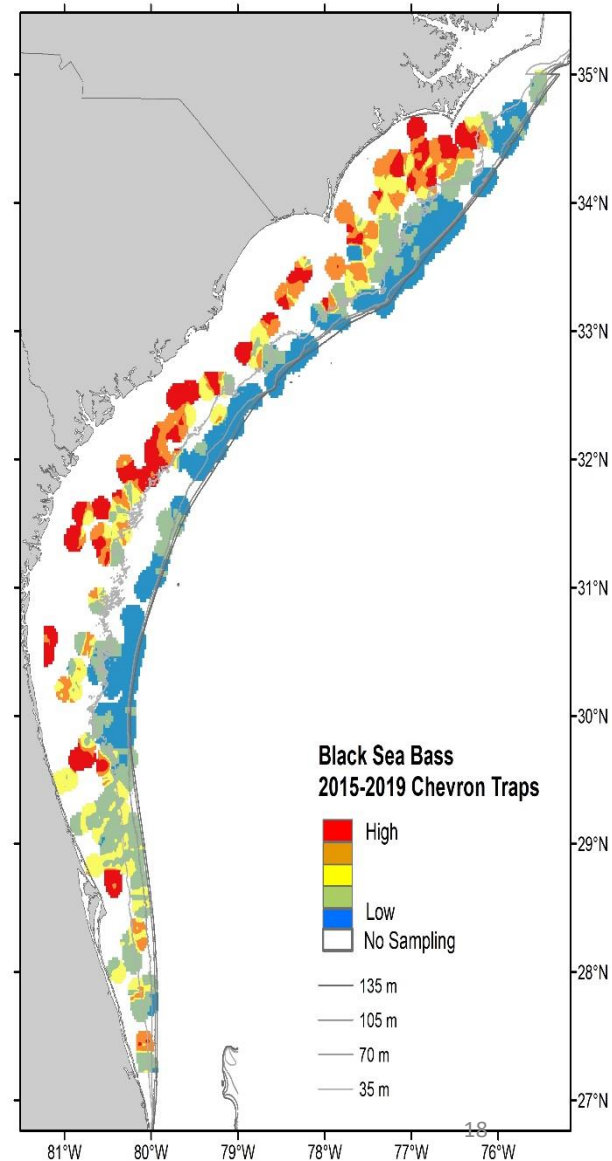 35°N
34°N
33°N
32°N
31°N
30°N
29°N
28°N
27°N
Black Sea Bass
2015-2019 Chevron Traps
High
Low
No Sampling
135 m
105 m
70 m
35 m
18
81°W
80°W
79°W
78°W
77°W
76°W